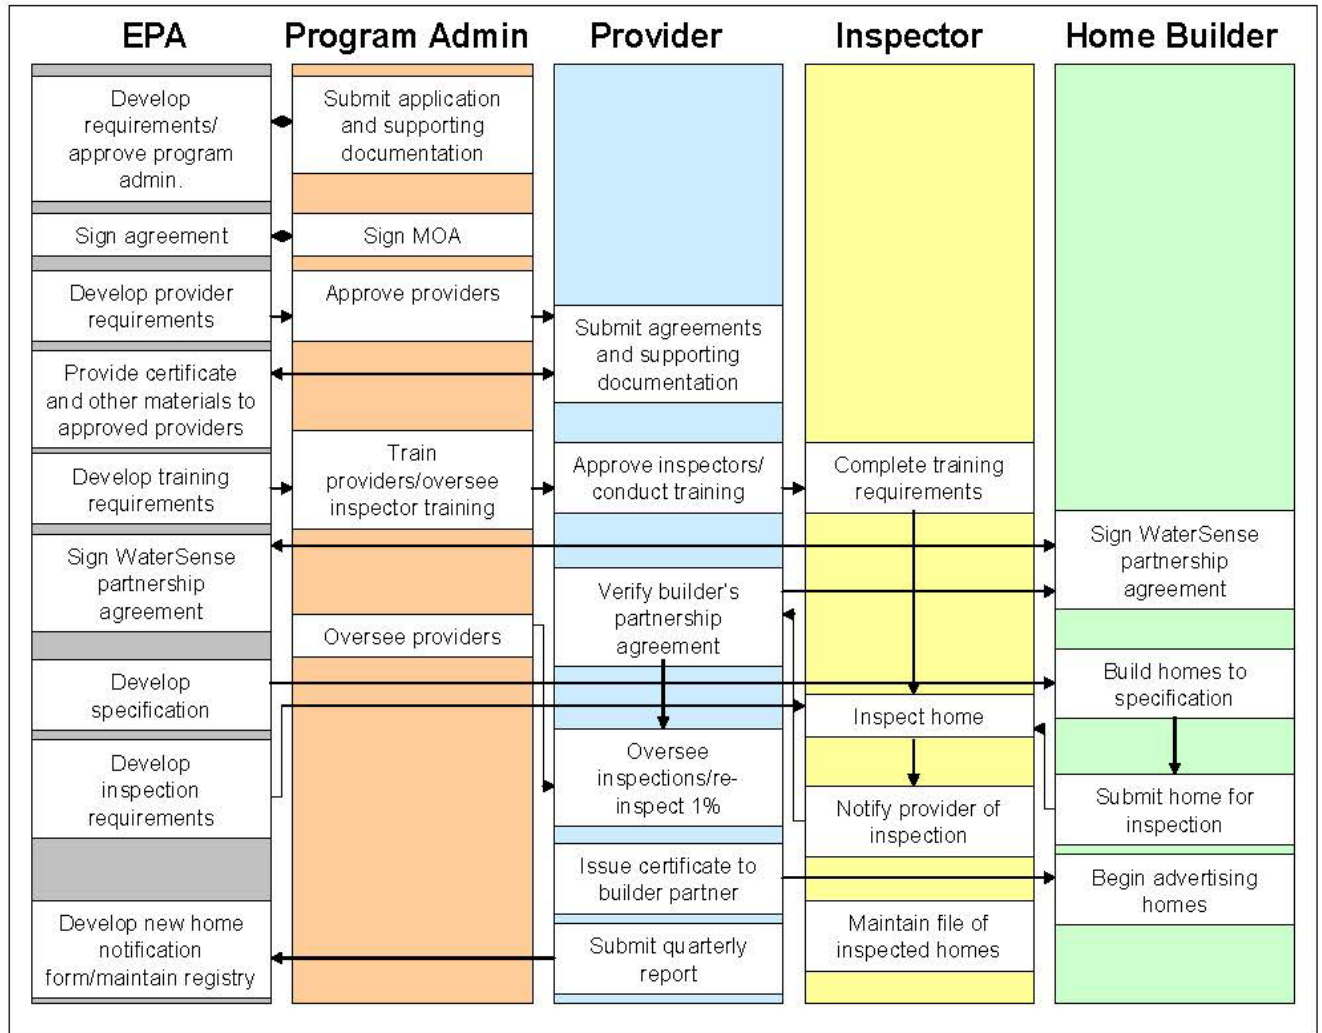 EPA
Program Admin
Provider
Inspector
Home Builder
Develop
requirements/
approve program
admin.
Sign agreement
Develop provider
requirements
Provide certificate
and other materials to
approved providers
Develop training
requirements
Sign WaterSense
partnership
agreement
Develop
specification
Develop
inspection
requirements
Develop new home
notification
form/maintain registry
Submit application
and supporting
documentation
Sign MOA
Approve providers
Train
providers/oversee
inspector training
Oversee providers
Submit agreements
and supporting
documentation
Approve inspectors/
conduct training
Verify builder's
partnership
agreement
Oversee
inspections/re-
inspect 1%
Issue certificate to
builder partner
Submit quarterly
report
Complete training
requirements
Inspect home
Notify provider of
inspection
Maintain file of
inspected homes
Sign WaterSense
partnership
agreement
Build homes to
specification
Submit home for
inspection
Begin advertising
homes